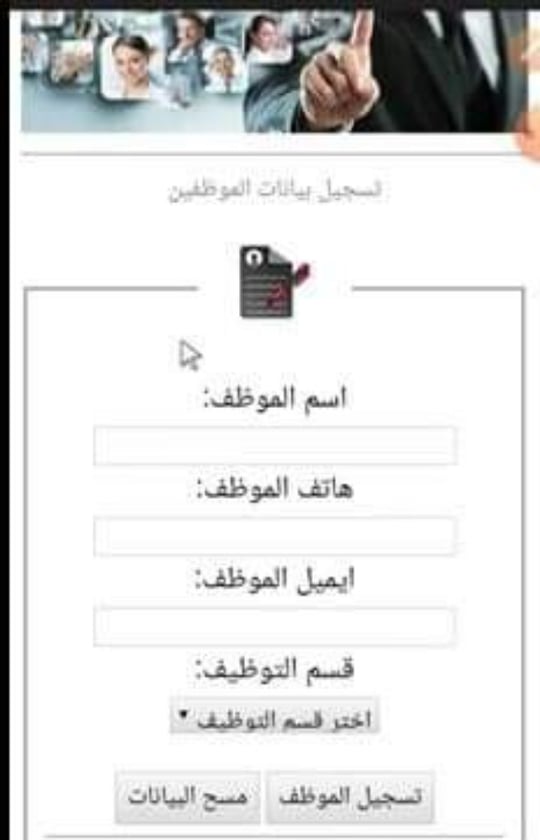 تسجيل بيانات الموظفين
اسم الموظف:
هاتف الموظف:
ايميل الموظف:
قسم التوظيف:
اختر قسم التوظيف
تسجيل الموظف مسح البيانات